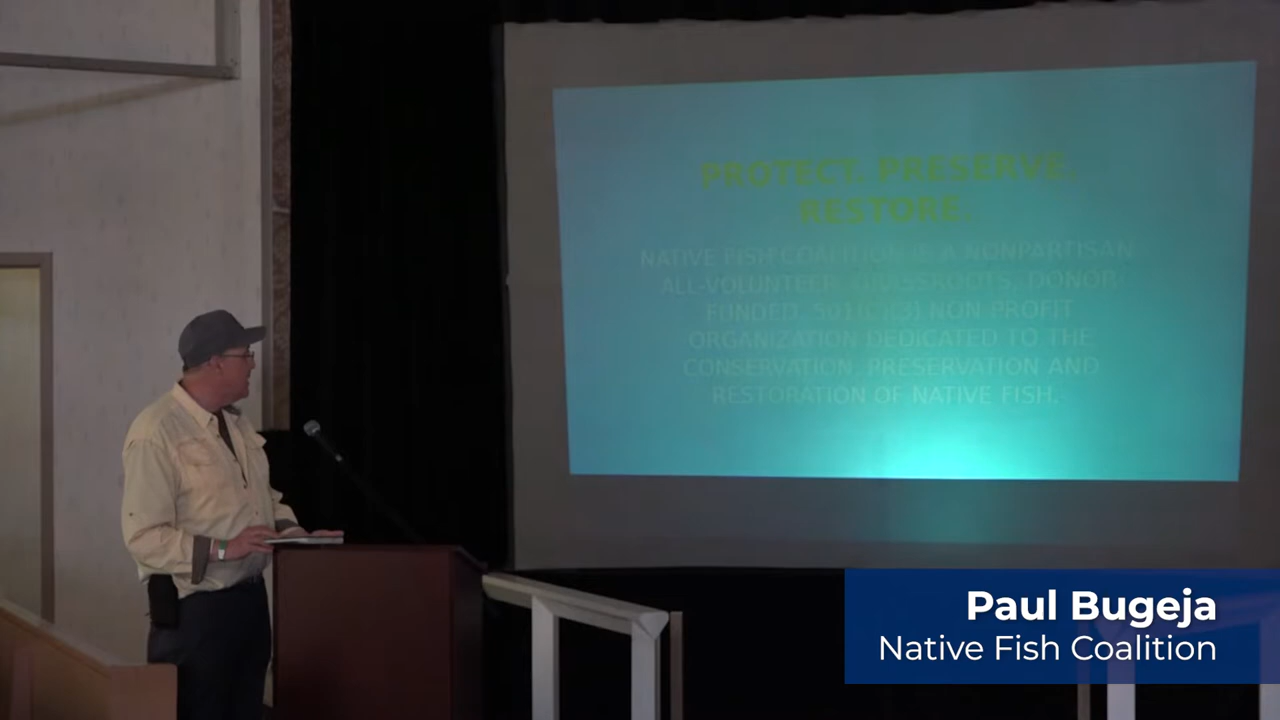 PROTECT. PRESERVE.
RESTORE.
NATIVE FISH COALITION IS A NONPARTISAN
ALL-VOLUNTEER, GRASSROOTS, DONOR-
FUNDED, 501(C)(3) NON PROFIT
ORGANIZATION DEDICATED TO THE
CONSERVATION, PRESERVATION AND
RESTORATION OF NATIVE FISH.
Paul Bugeja
Native Fish Coalition